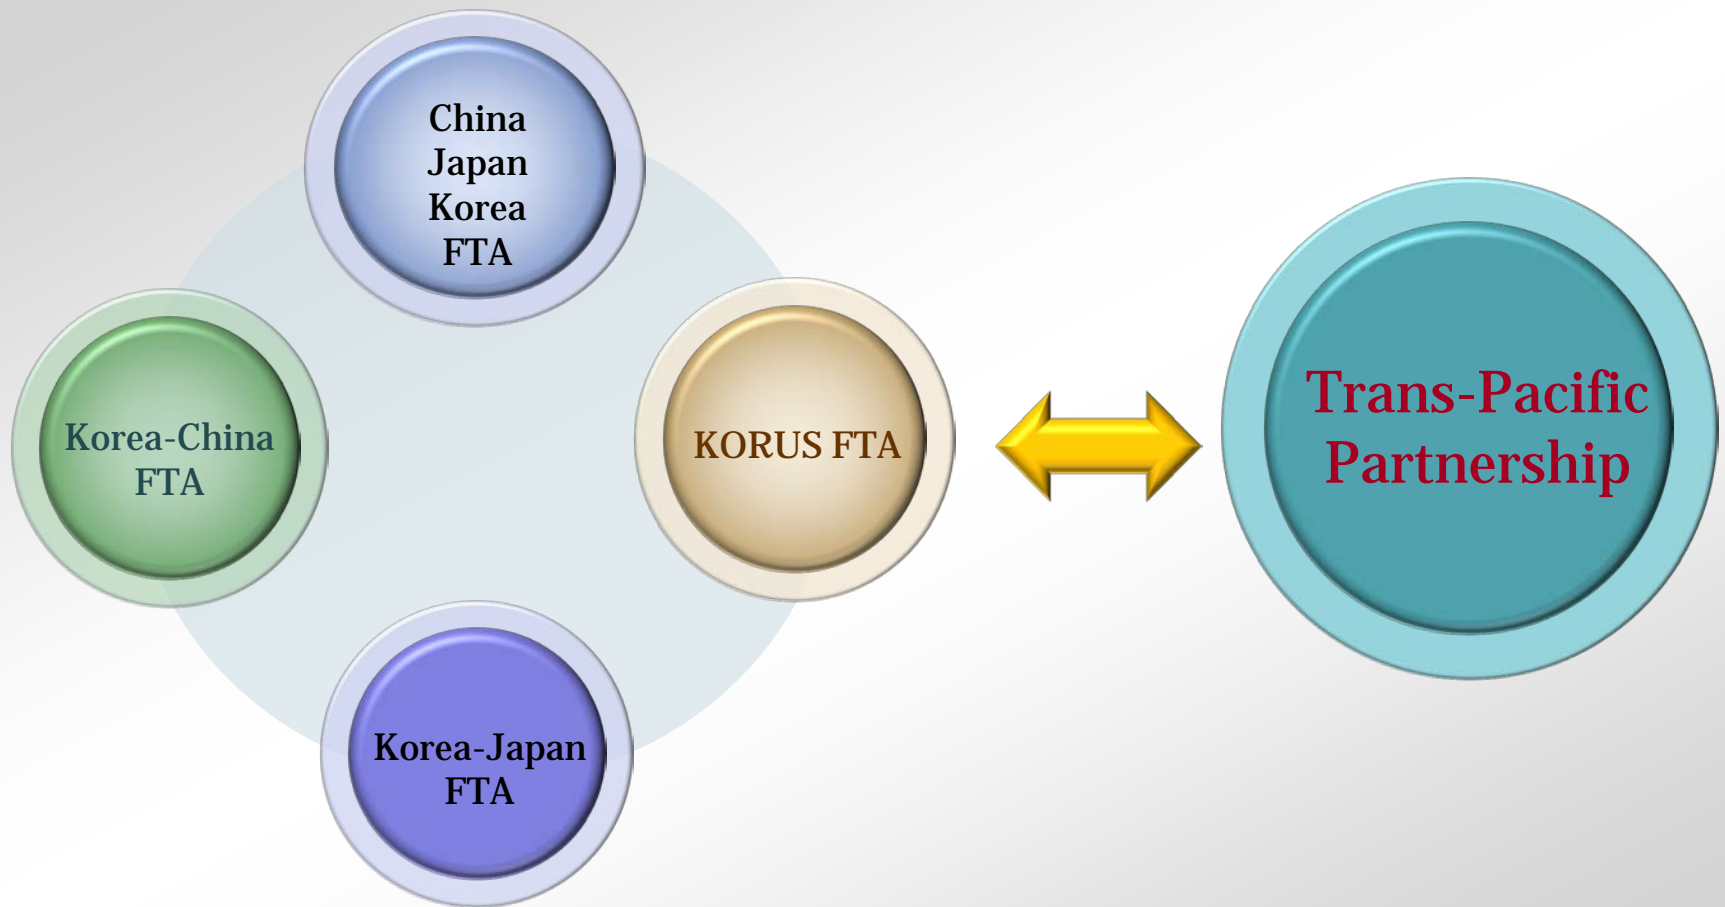 China
Japan
Korea
FTA
Korea-China
FTA
KORUS FTA
Korea-Japan
FTA
Trans-Pacific
Partnership